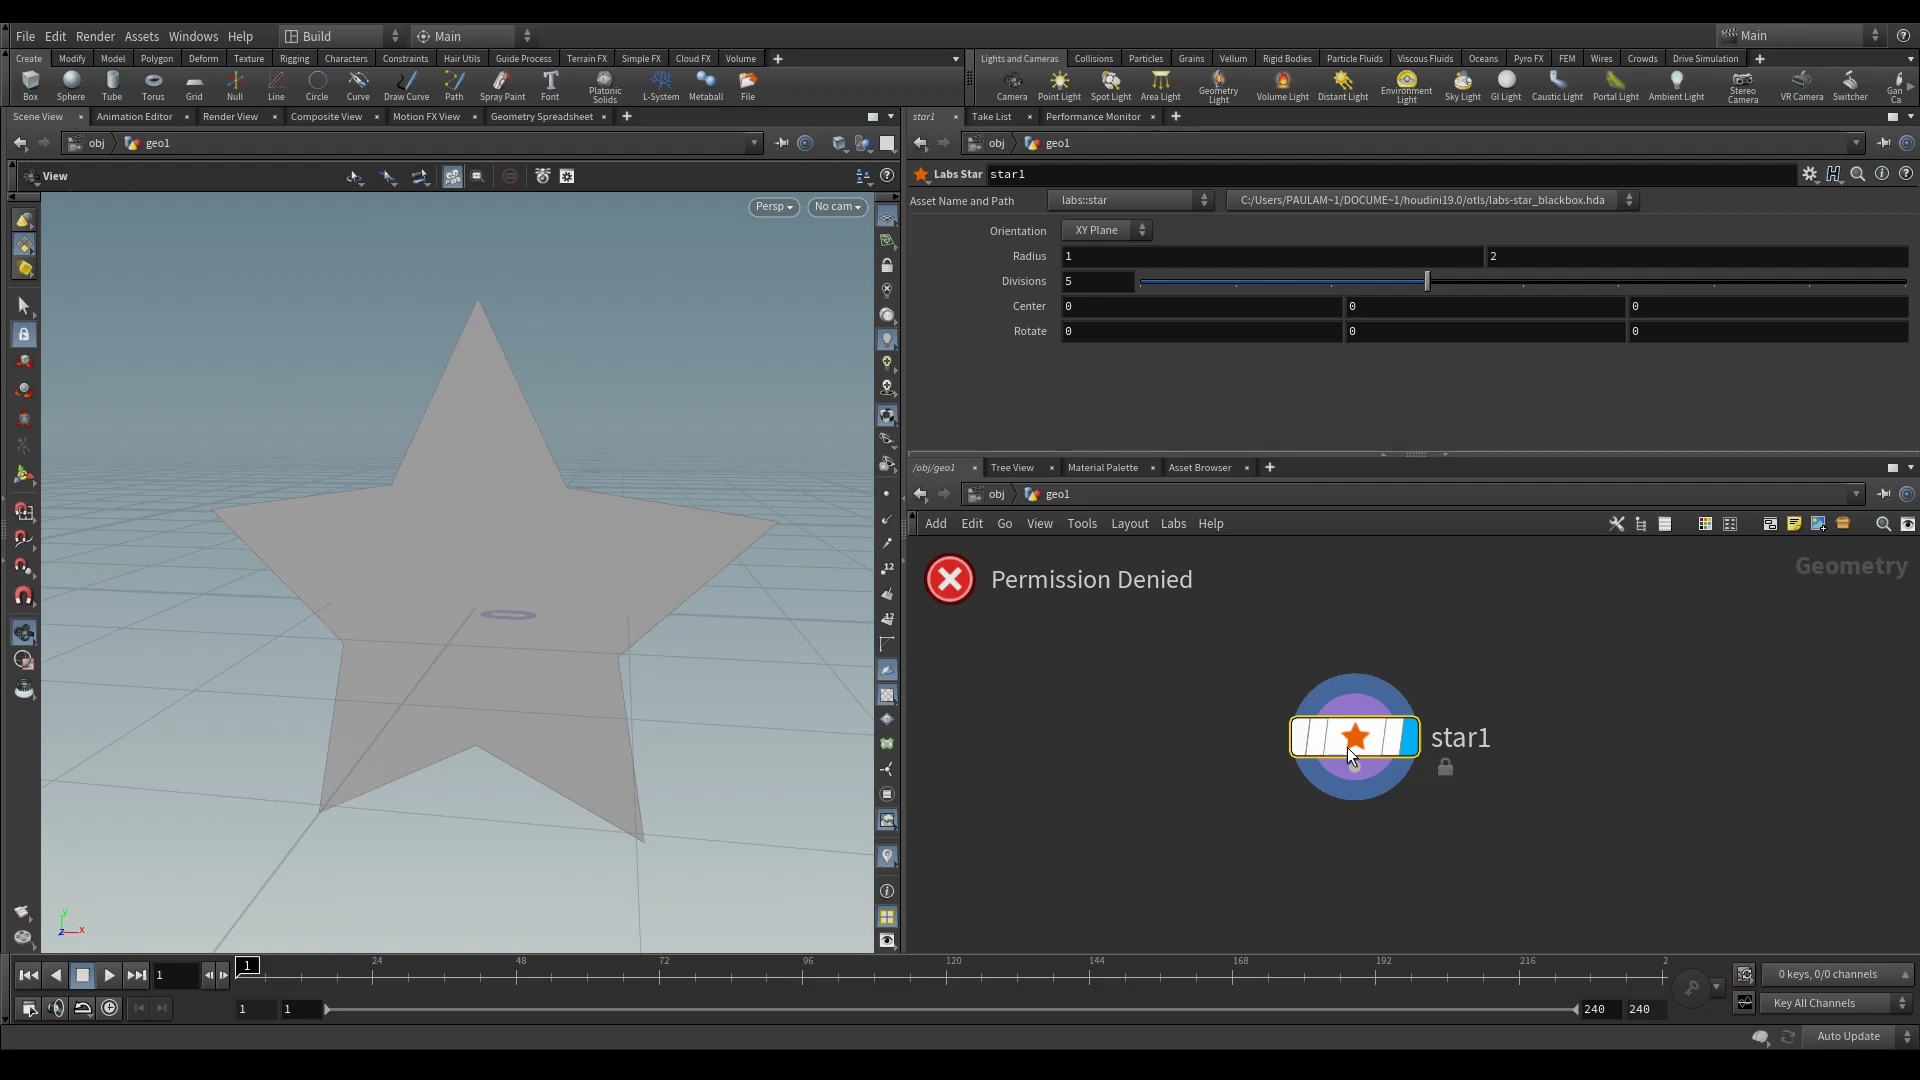 File Edit Render Assets Windows Help Build Main Main
Create Modify Model Polygon Deform Texture Rigging Characters Constraints Hair Utils Guide Process Terrain FX Simple FX Cloud FX Volume
Lights and Cameras Collisions Particles Grains Vellum Rigid Bodies Particle Fluids Viscous Fluids Oceans Pyro FX FEM Wires Crowds Drive Simulation
Box Sphere Tube Torus Grid Null Line Circle Curve Draw Curve Path Spray Paint Font Platonic Solids L-System Metaball File
Camera Point Light Spot Light Area Light Geometry Light Volume Light Distant Light Environment Light Sky Light GI Light Caustic Light Portal Light Ambient Light Stereo Camera VR Camera Switcher Gan Ca
Scene View Animation Editor Render View Composite View Motion FX View Geometry Spreadsheet
star1 Take List Performance Monitor
obj geo1
obj geo1
View
Persp No cam
Labs Star star1
Asset Name and Path labs::star C:/Users/PAULAM~1/DOCUME~1/houdini19.0/otls/labs-star_blackbox.hda
Orientation XY Plane
Radius 1 2
Divisions 5
Center 0 0 0
Rotate 0 0 0
/obj/geo1 Tree View Material Palette Asset Browser
obj geo1
Add Edit Go View Tools Layout Labs Help
Permission Denied
Geometry
star1
12
12
y
z x
1 1 24 48 72 96 120 144 168 192 216 2
0 keys, 0/0 channels
1 1 240 240
Key All Channels
Auto Update